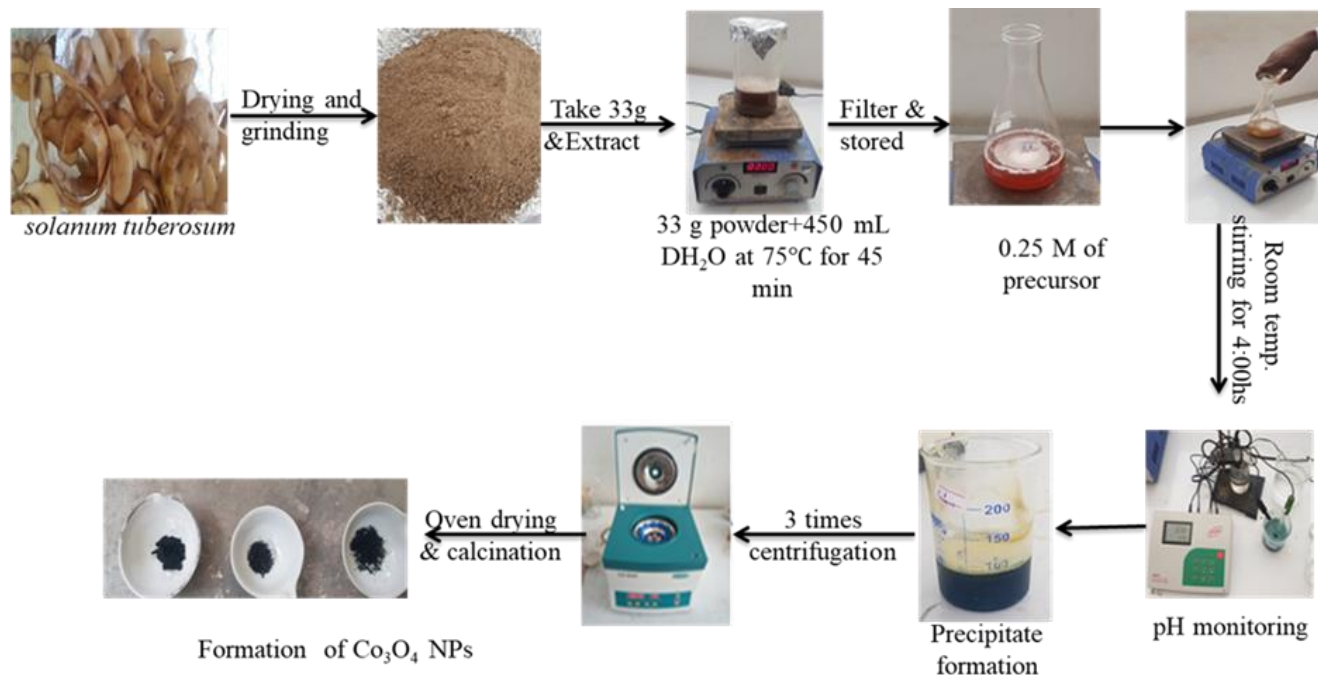 Drying and
grinding
Take 33g
&Extract
Filter &
stored
solanum tuberosum
33 g powder+450 mL
DH₂O at 75℃ for 45
min
0.25 M of
precursor
Room temp.
stirring for 4:00hs
Oven drying
& calcination
3 times
centrifugation
200
150
100
Formation of Co₃O₄ NPs
Precipitate
formation
pH monitoring